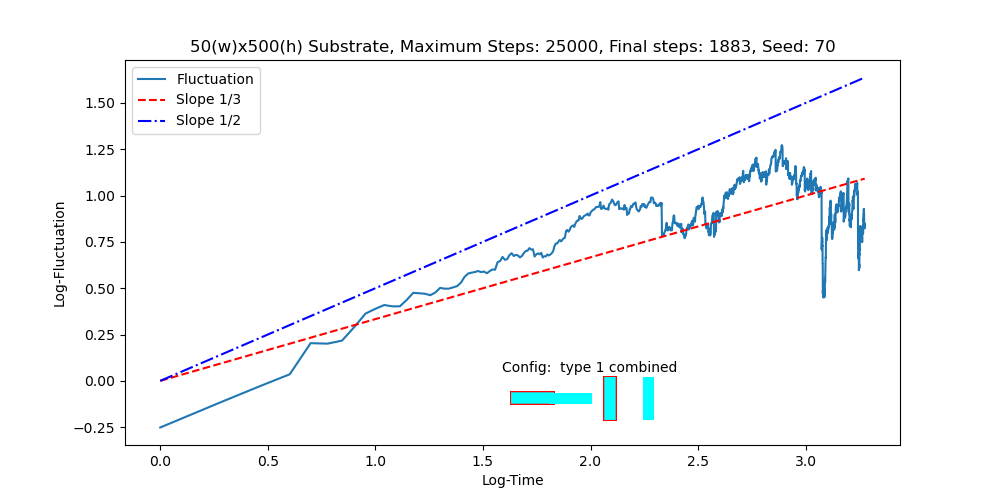 50(w)x500(h) Substrate, Maximum Steps: 25000, Final steps: 1883, Seed: 70
Fluctuation
Slope 1/3
Slope 1/2
1.50
1.25
1.00
0.75
0.50
0.25
0.00
−0.25
Log-Fluctuation
Config:  type 1 combined
0.0 0.5 1.0 1.5 2.0 2.5 3.0
Log-Time